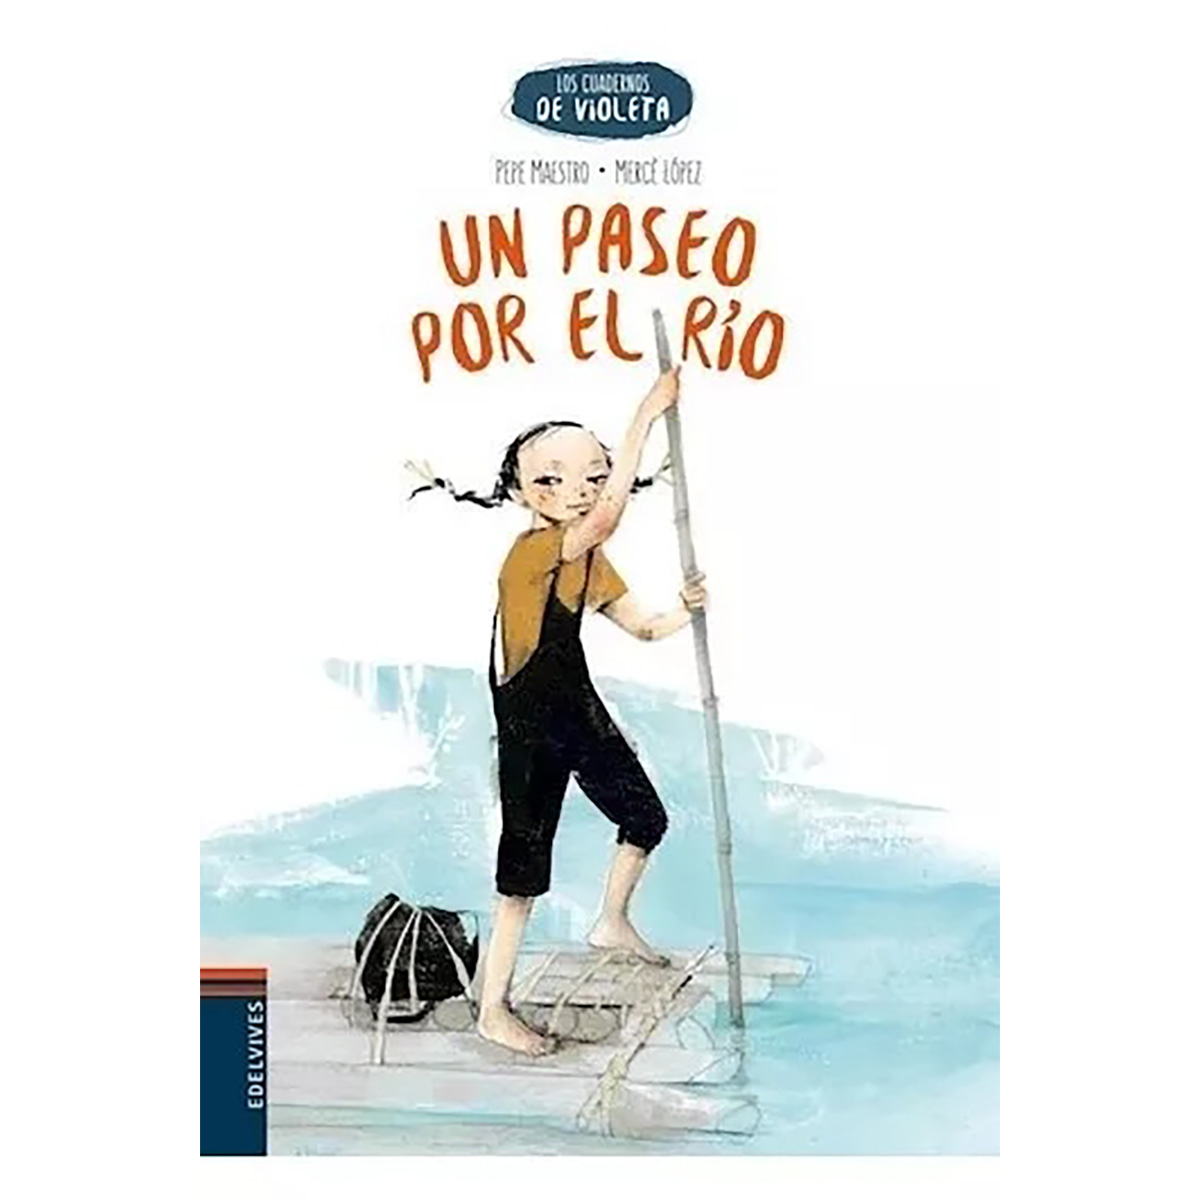 LOS CUADERNOS
DE VIOLETA
PEPE MAESTRO • MERCÈ LÓPEZ
UN PASEO
POR EL RÍO
EDELVIVES